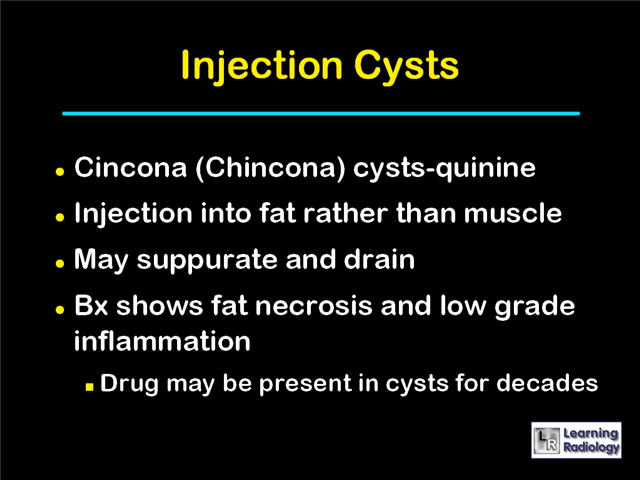 Injection Cysts
Cincona (Chincona) cysts-quinine
Injection into fat rather than muscle
May suppurate and drain
Bx shows fat necrosis and low grade
inflammation
Drug may be present in cysts for decades
LR Learning
Radiology